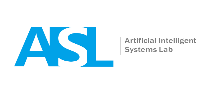 AISL
Artificial Intelligent
Systems Lab